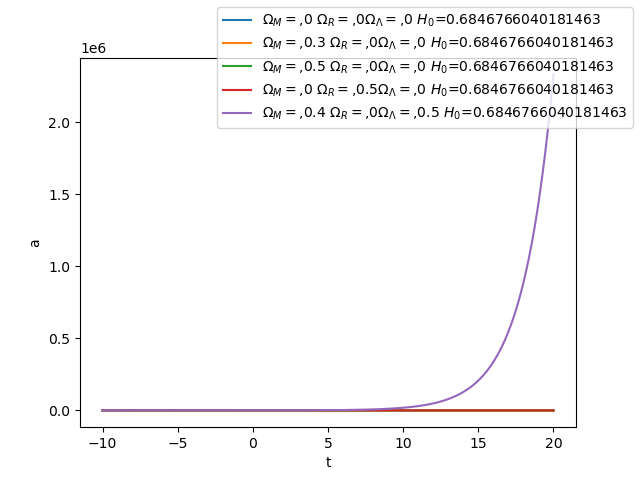 Ω_M =,0 Ω_R =,0Ω_Λ =,0 H_0=0.6846766040181463
Ω_M =,0.3 Ω_R =,0Ω_Λ =,0 H_0=0.6846766040181463
Ω_M =,0.5 Ω_R =,0Ω_Λ =,0 H_0=0.6846766040181463
Ω_M =,0 Ω_R =,0.5Ω_Λ =,0 H_0=0.6846766040181463
Ω_M =,0.4 Ω_R =,0Ω_Λ =,0.5 H_0=0.6846766040181463
1e6
2.0
1.5
a
1.0
0.5
0.0
−10 −5 0 5 10 15 20
t